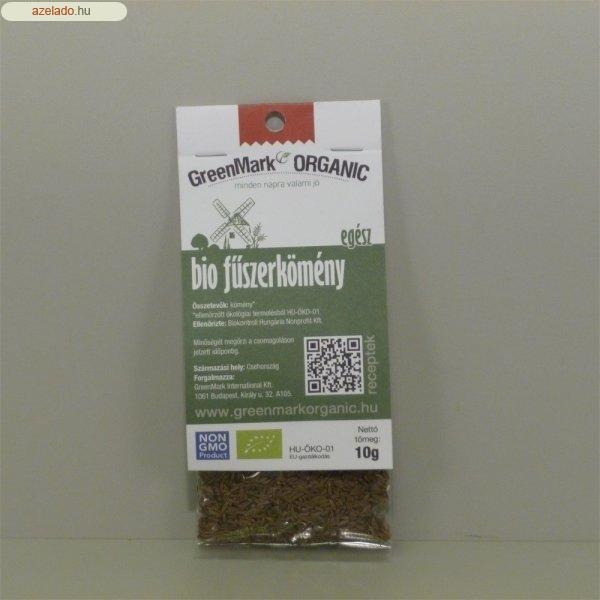 azelado.hu
GreenMark ORGANIC
minden napra valami jó
egész
bio fűszerkömény
Összetevők: kömény*
*ellenőrzött ökológiai termelésből HU-ÖKO-01
Ellenőrizte: Biokontroll Hungária Nonprofit Kft.
Minőségét megőrzi a csomagoláson
jelzett időpontig.
Származási hely: Csehország
Forgalmazza:
GreenMark International Kft.
1061 Budapest, Király u. 32. A105.
receptek
www.greenmarkorganic.hu
NON
GMO
Product
HU-ÖKO-01
EU-gazdálkodás
Nettó
tömeg:
10g